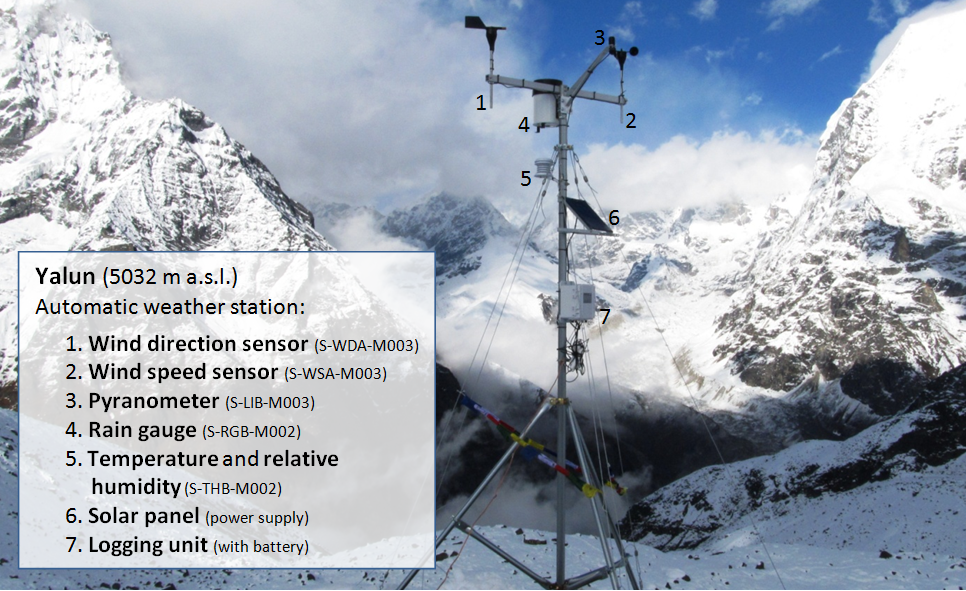 3
1
2
4
5
6
7
Yalun (5032 m a.s.l.)
Automatic weather station:
1. Wind direction sensor (S-WDA-M003)
2. Wind speed sensor (S-WSA-M003)
3. Pyranometer (S-LIB-M003)
4. Rain gauge (S-RGB-M002)
5. Temperature and relative
humidity (S-THB-M002)
6. Solar panel (power supply)
7. Logging unit (with battery)